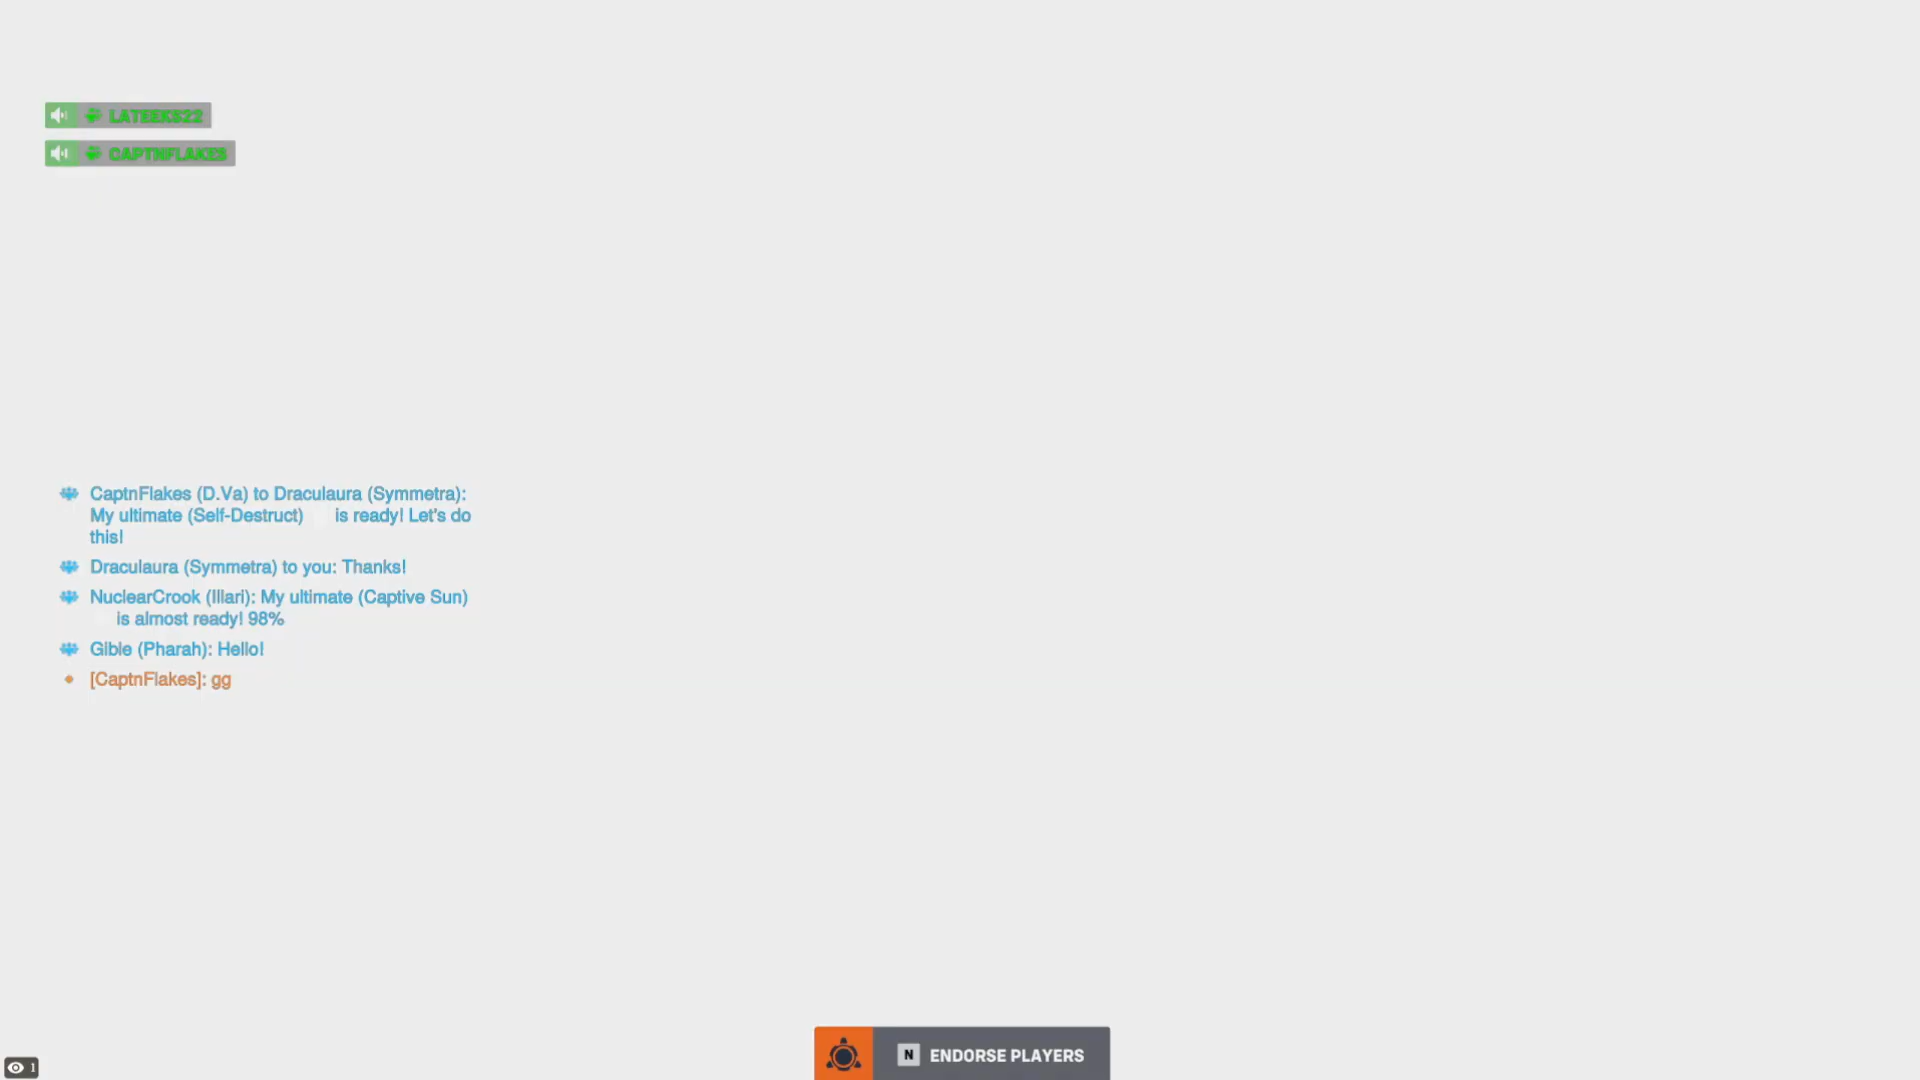 LATEEKS22
CAPTNFLAKES
CaptnFlakes (D.Va) to Draculaura (Symmetra):
My ultimate (Self-Destruct) is ready! Let's do
this!
Draculaura (Symmetra) to you: Thanks!
NuclearCrook (Illari): My ultimate (Captive Sun)
is almost ready! 98%
Gible (Pharah): Hello!
[CaptnFlakes]: gg
N ENDORSE PLAYERS
1